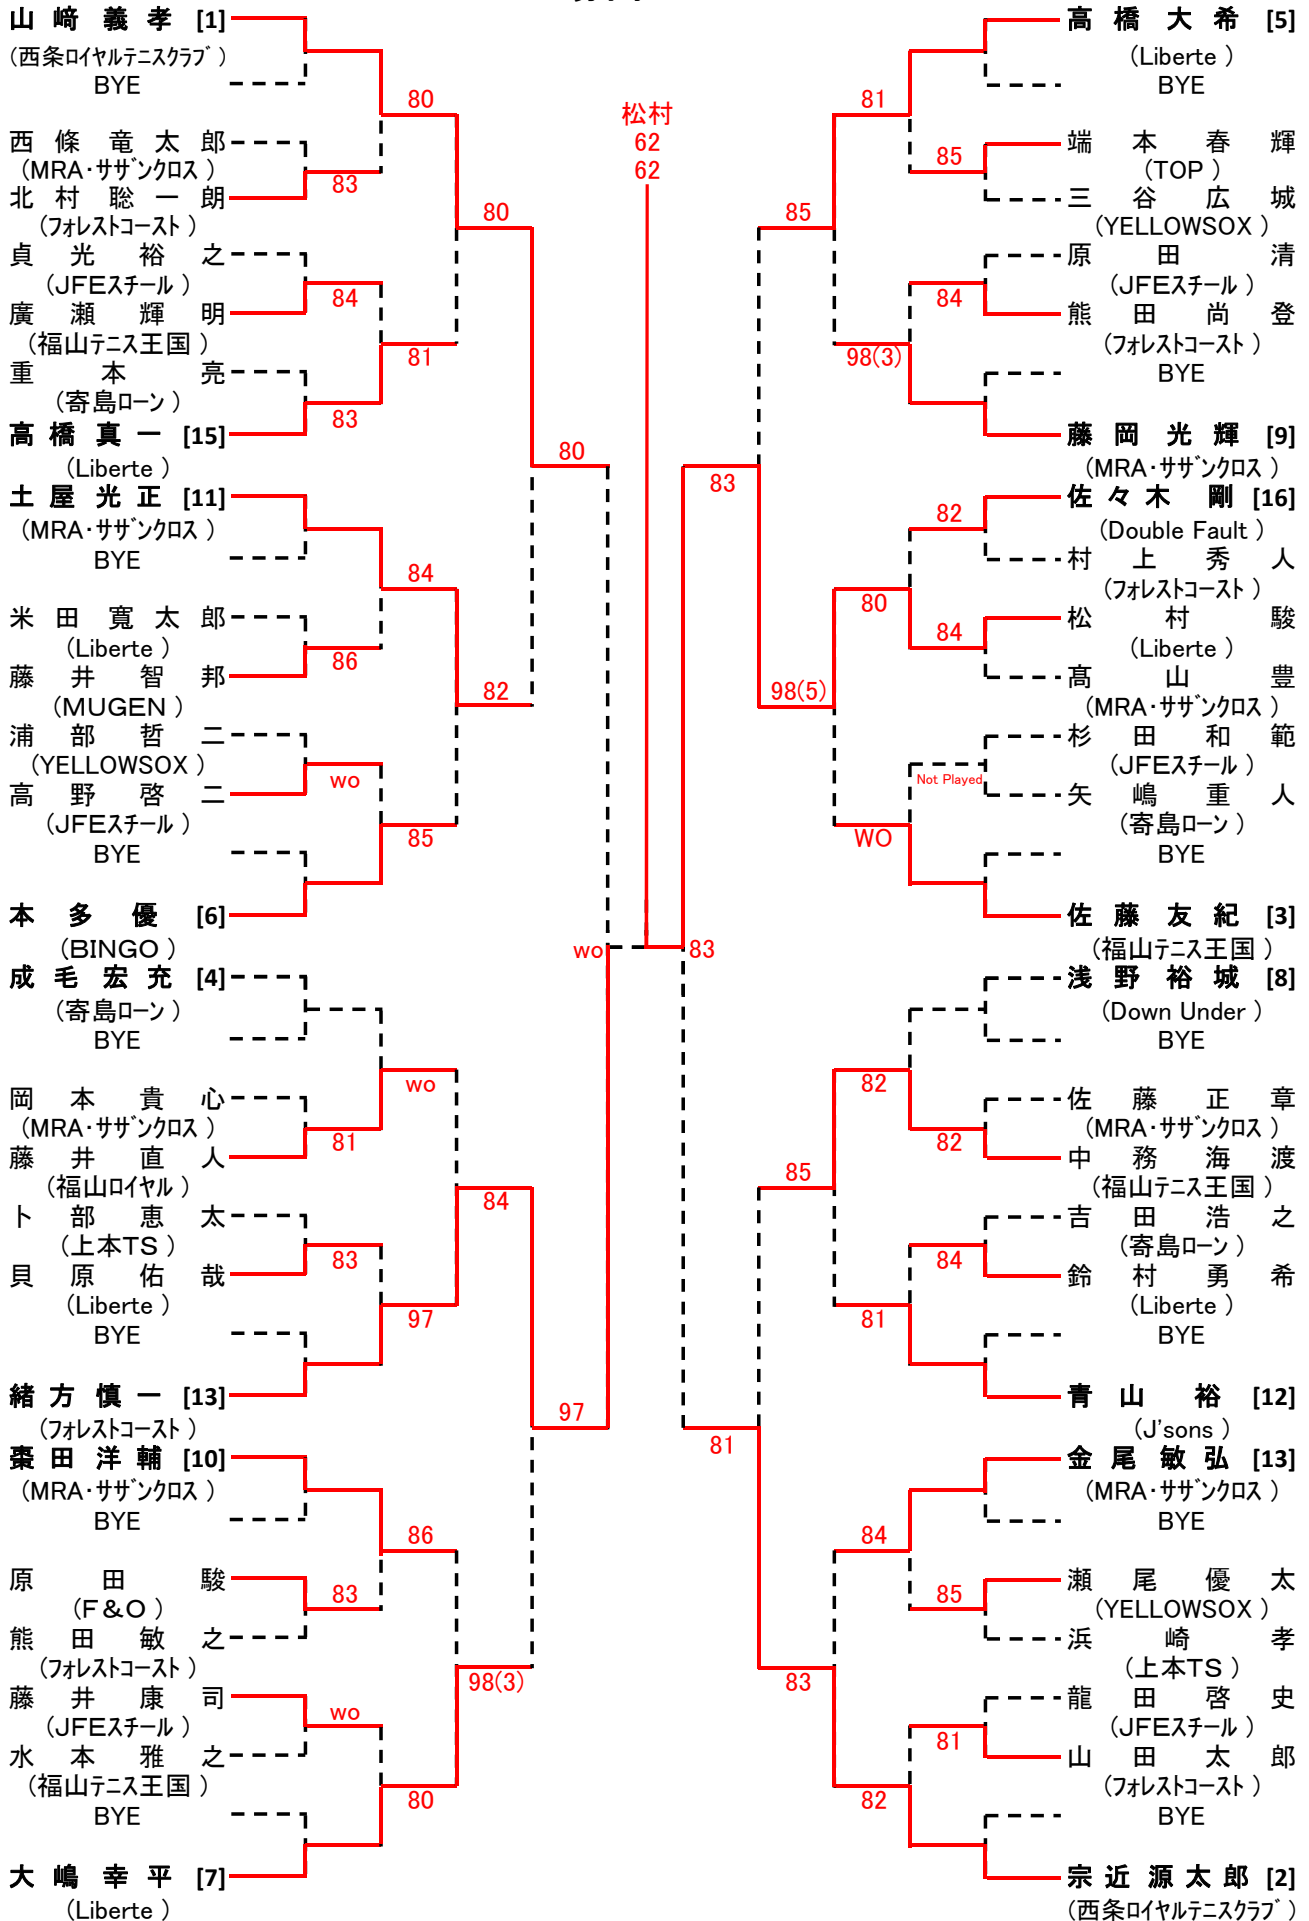 山﨑義孝 [1]
(西条ロイヤルテニスクラブ)
BYE
80
西條竜太郎
(MRA･サザンクロス)
83
北村聡一朗
(フォレストコースト)
80
貞光裕之
(JFEスチール)
84
廣瀬輝明
(福山テニス王国)
81
重本亮
(寄島ローン)
83
高橋真一 [15]
(Liberte)
80
土屋光正 [11]
(MRA･サザンクロス)
BYE
84
米田寛太郎
(Liberte)
86
藤井智邦
(MUGEN)
82
浦部哲二
(YELLOWSOX)
wo
高野啓二
(JFEスチール)
85
BYE
本多優 [6]
(BINGO)
wo
成毛宏充 [4]
(寄島ローン)
BYE
wo
岡本貴心
(MRA･サザンクロス)
81
藤井直人
(福山ロイヤル)
84
卜部恵太
(上本TS)
83
貝原佑哉
(Liberte)
97
BYE
緒方慎一 [13]
(フォレストコースト)
97
棗田洋輔 [10]
(MRA･サザンクロス)
BYE
86
原田駿
(F&O)
83
熊田敏之
(フォレストコースト)
98(3)
藤井康司
(JFEスチール)
wo
水本雅之
(福山テニス王国)
80
BYE
大嶋幸平 [7]
(Liberte)
松村
62
62
高橋大希 [5]
(Liberte)
BYE
81
端本春輝
(TOP)
85
三谷広城
(YELLOWSOX)
85
原田清
(JFEスチール)
84
熊田尚登
(フォレストコースト)
98(3)
BYE
藤岡光輝 [9]
(MRA･サザンクロス)
83
佐々木剛 [16]
(Double Fault)
82
村上秀人
(フォレストコースト)
80
松村駿
(Liberte)
84
髙山豊
(MRA･サザンクロス)
98(5)
杉田和範
(JFEスチール)
Not Played
矢嶋重人
(寄島ローン)
WO
BYE
佐藤友紀 [3]
(福山テニス王国)
83
浅野裕城 [8]
(Down Under)
BYE
82
佐藤正章
(MRA･サザンクロス)
82
中務海渡
(福山テニス王国)
85
吉田浩之
(寄島ローン)
84
鈴村勇希
(Liberte)
81
BYE
青山裕 [12]
(J'sons)
81
金尾敏弘 [13]
(MRA･サザンクロス)
BYE
84
瀬尾優太
(YELLOWSOX)
85
浜崎孝
(上本TS)
83
龍田啓史
(JFEスチール)
81
山田太郎
(フォレストコースト)
82
BYE
宗近源太郎 [2]
(西条ロイヤルテニスクラブ)